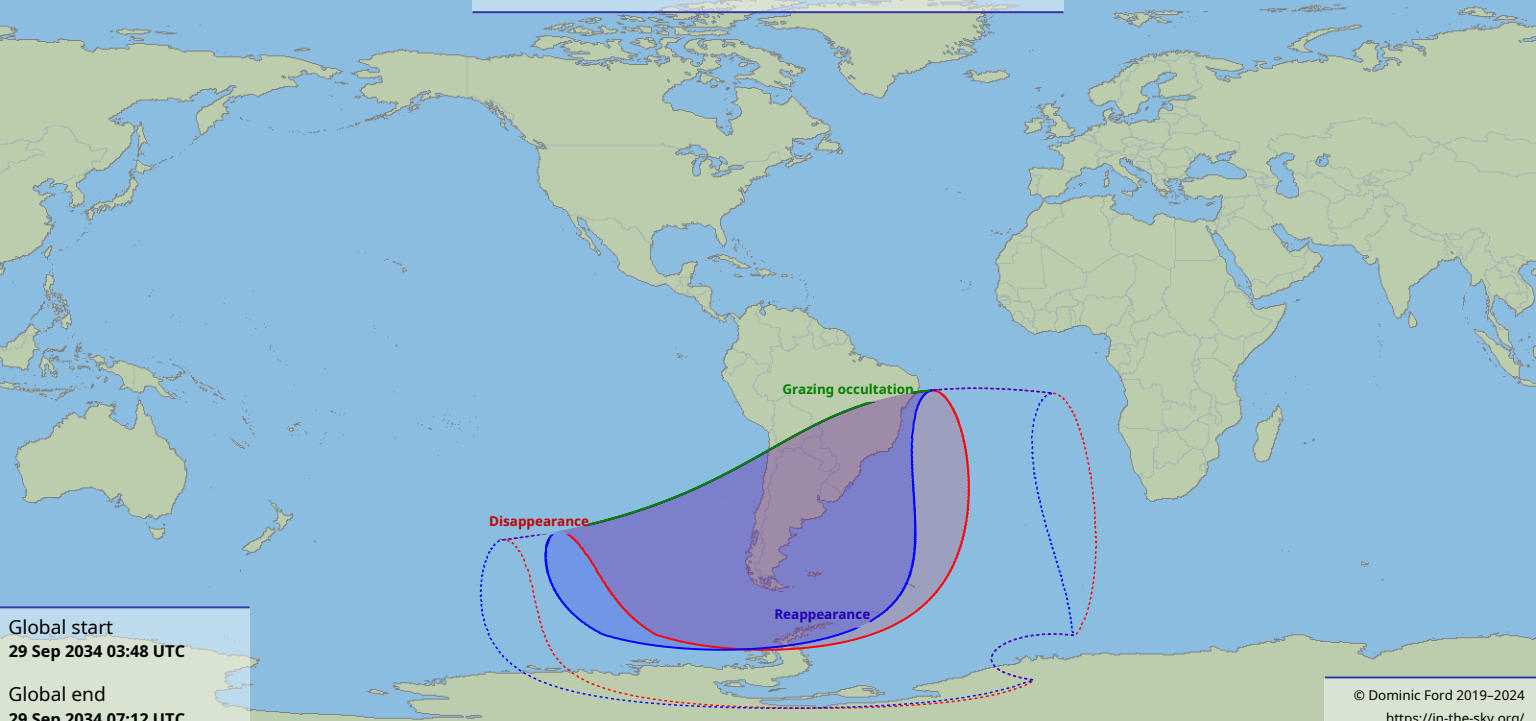 Grazing occultation
Disappearance
Reappearance
Global start
29 Sep 2034 03:48 UTC
Global end
29 Sep 2034 07:12 UTC
© Dominic Ford 2019–2024
https://in-the-sky.org/